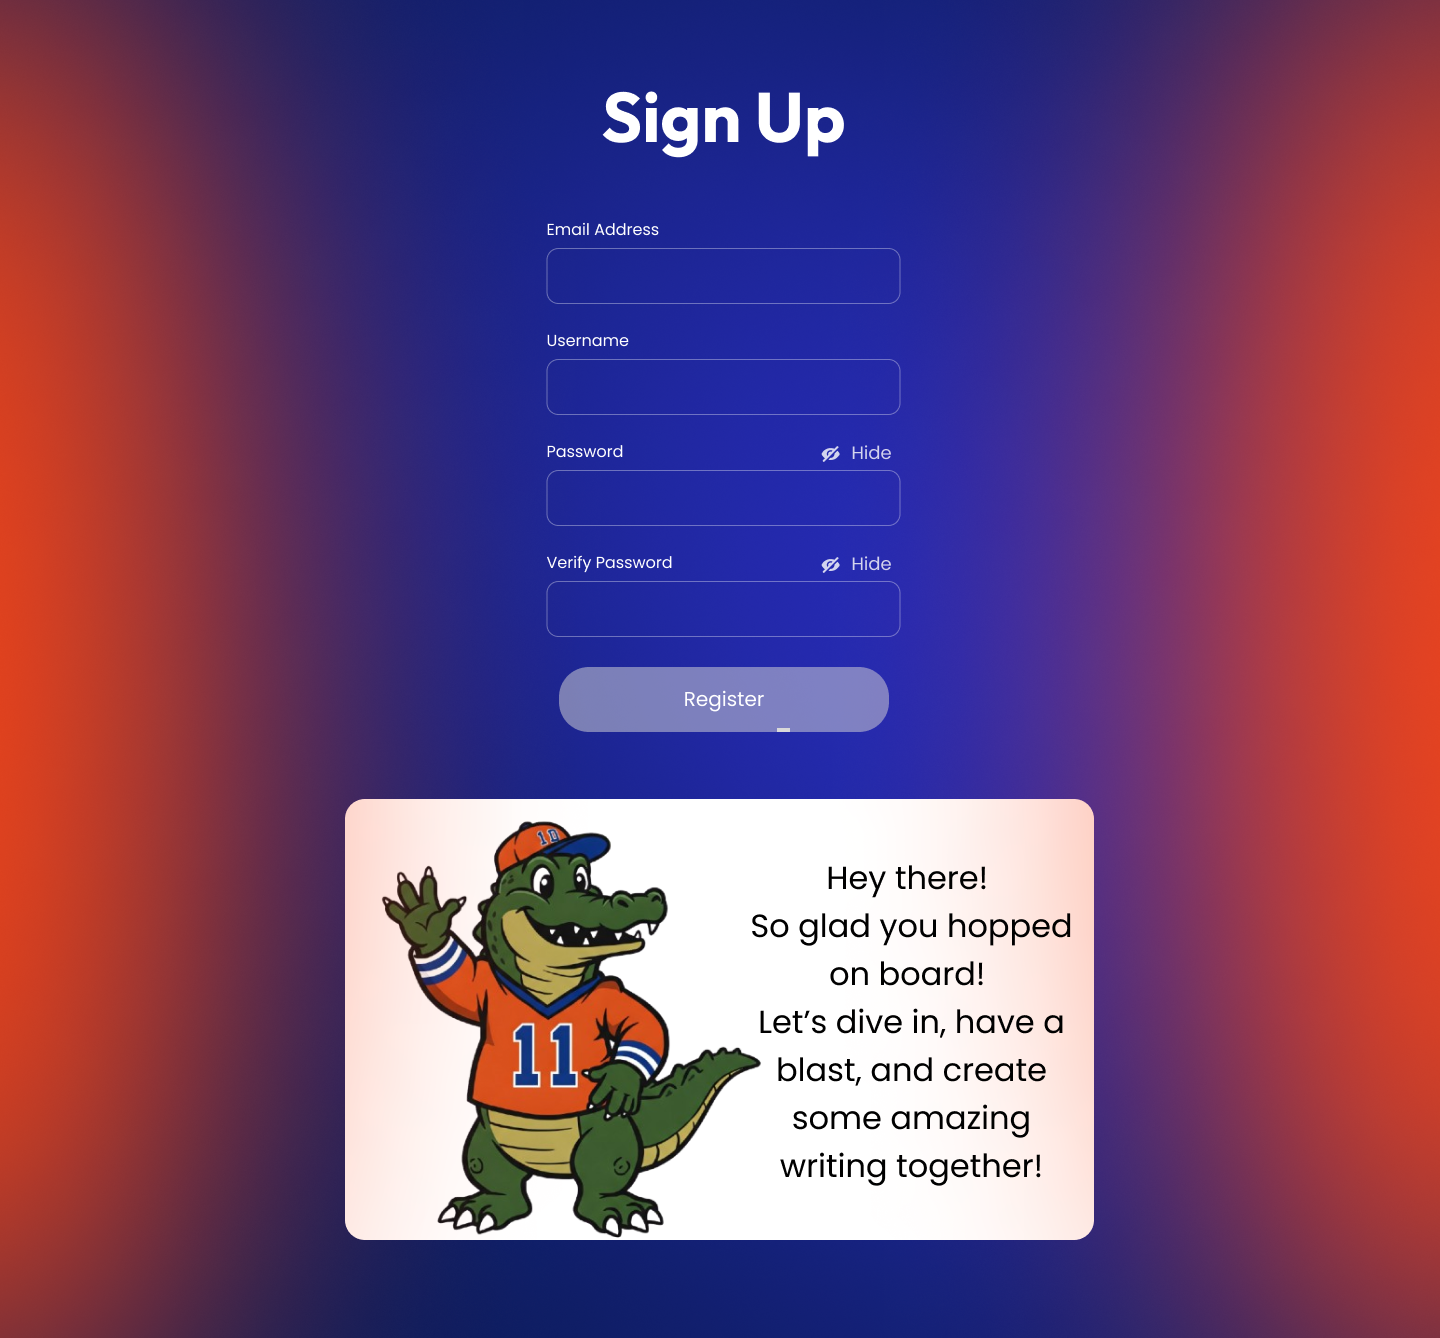 Sign Up
Email Address
Username
Password Hide
Verify Password Hide
Register
10
11
Hey there!
So glad you hopped
on board!
Let’s dive in, have a
blast, and create
some amazing
writing together!